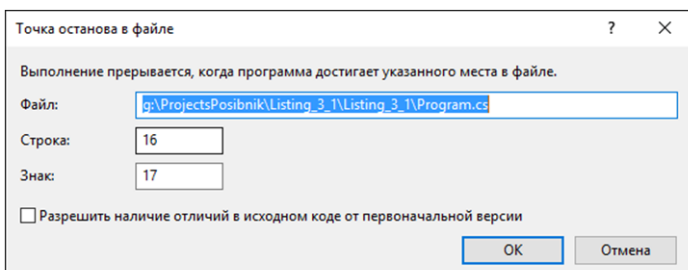 Точка останова в файле ? ×
Выполнение прерывается, когда программа достигает указанного места в файле.
Файл: g:\ProjectsPosibnik\Listing_3_1\Listing_3_1\Program.cs
Строка: 16
Знак: 17
Разрешить наличие отличий в исходном коде от первоначальной версии
ОК Отмена